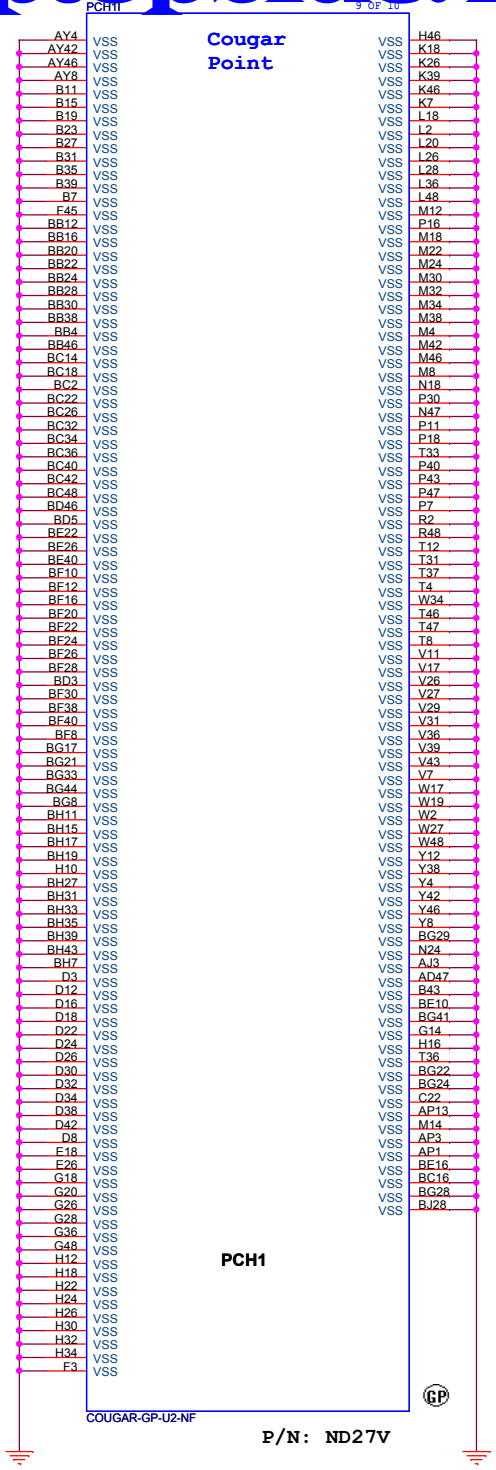 PCH1I 9 OF 10
Cougar
Point
AY4 VSS VSS H46
AY42 VSS VSS K18
AY46 VSS VSS K26
AY8 VSS VSS K39
B11 VSS VSS K46
B15 VSS VSS K7
B19 VSS VSS L18
B23 VSS VSS L2
B27 VSS VSS L20
B31 VSS VSS L26
B35 VSS VSS L28
B39 VSS VSS L36
B7 VSS VSS L48
F45 VSS VSS M12
BB12 VSS VSS P16
BB16 VSS VSS M18
BB20 VSS VSS M22
BB22 VSS VSS M24
BB24 VSS VSS M30
BB28 VSS VSS M32
BB30 VSS VSS M34
BB38 VSS VSS M38
BB4 VSS VSS M4
BB46 VSS VSS M42
BC14 VSS VSS M46
BC18 VSS VSS M8
BC2 VSS VSS N18
BC22 VSS VSS P30
BC26 VSS VSS N47
BC32 VSS VSS P11
BC34 VSS VSS P18
BC36 VSS VSS T33
BC40 VSS VSS P40
BC42 VSS VSS P43
BC48 VSS VSS P47
BD46 VSS VSS P7
BD5 VSS VSS R2
BE22 VSS VSS R48
BE26 VSS VSS T12
BE40 VSS VSS T31
BF10 VSS VSS T37
BF12 VSS VSS T4
BF16 VSS VSS W34
BF20 VSS VSS T46
BF22 VSS VSS T47
BF24 VSS VSS T8
BF26 VSS VSS V11
BF28 VSS VSS V17
BD3 VSS VSS V26
BF30 VSS VSS V27
BF38 VSS VSS V29
BF40 VSS VSS V31
BF8 VSS VSS V36
BG17 VSS VSS V39
BG21 VSS VSS V43
BG33 VSS VSS V7
BG44 VSS VSS W17
BG8 VSS VSS W19
BH11 VSS VSS W2
BH15 VSS VSS W27
BH17 VSS VSS W48
BH19 VSS VSS Y12
H10 VSS VSS Y38
BH27 VSS VSS Y4
BH31 VSS VSS Y42
BH33 VSS VSS Y46
BH35 VSS VSS Y8
BH39 VSS VSS BG29
BH43 VSS VSS N24
BH7 VSS VSS AJ3
D3 VSS VSS AD47
D12 VSS VSS B43
D16 VSS VSS BE10
D18 VSS VSS BG41
D22 VSS VSS G14
D24 VSS VSS H16
D26 VSS VSS T36
D30 VSS VSS BG22
D32 VSS VSS BG24
D34 VSS VSS C22
D38 VSS VSS AP13
D42 VSS VSS M14
D8 VSS VSS AP3
E18 VSS VSS AP1
E26 VSS VSS BE16
G18 VSS VSS BC16
G20 VSS VSS BG28
G26 VSS VSS BJ28
G28 VSS
G36 VSS
G48 VSS
H12 VSS
H18 VSS
H22 VSS
H24 VSS
H26 VSS
H30 VSS
H32 VSS
H34 VSS
F3 VSS
PCH1
GP
COUGAR-GP-U2-NF
P/N: ND27V